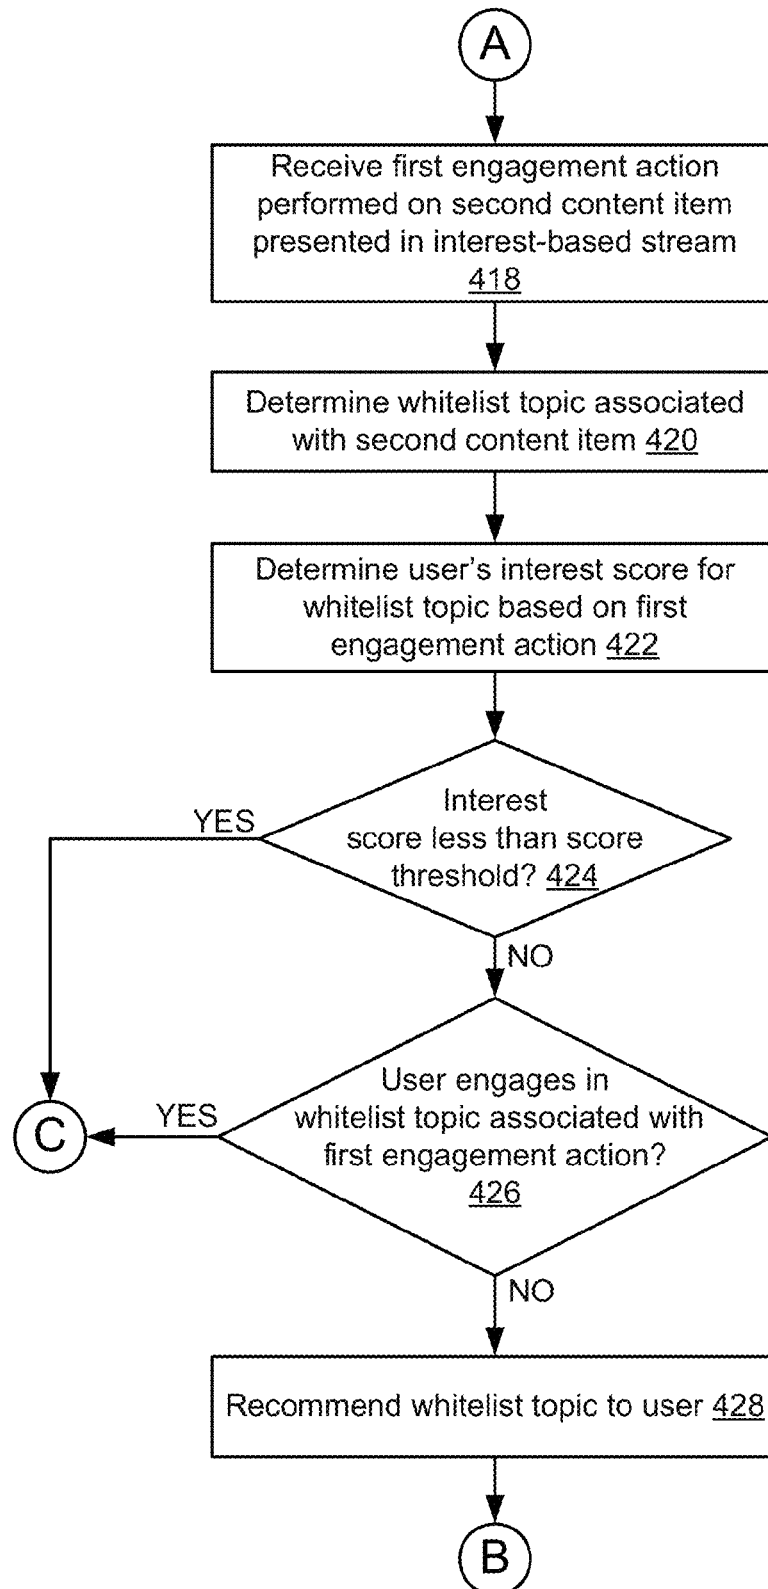 A
Receive first engagement action
performed on second content item
presented in interest-based stream
418
Determine whitelist topic associated
with second content item 420
Determine user's interest score for
whitelist topic based on first
engagement action 422
YES
Interest
score less than score
threshold? 424
NO
C
YES
User engages in
whitelist topic associated with
first engagement action?
426
NO
Recommend whitelist topic to user 428
B